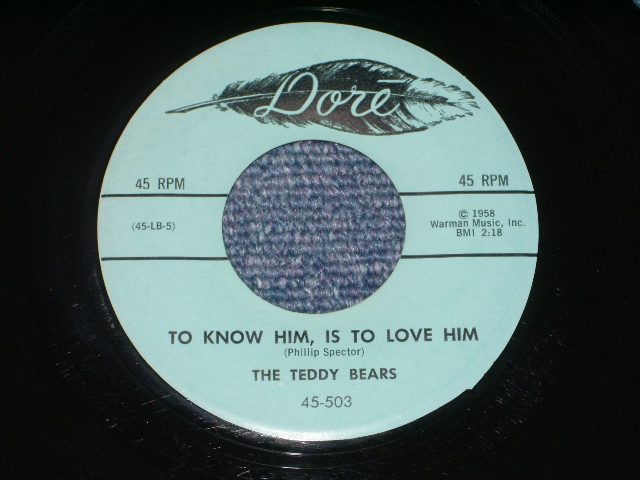 Doré
45 RPM
45 RPM
(45-LB-5)
© 1958
Warman Music, Inc.
BMI 2:18
TO KNOW HIM, IS TO LOVE HIM
(Phillip Spector)
THE TEDDY BEARS
45-503